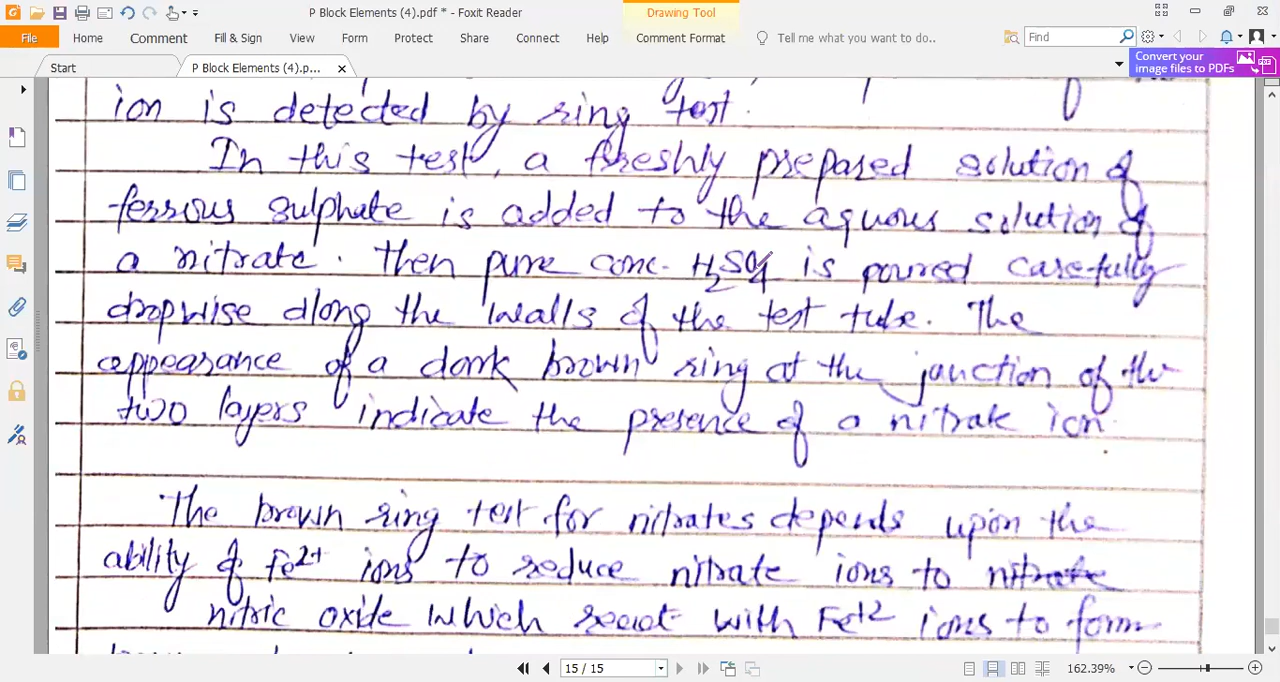 P Block Elements (4).pdf * - Foxit Reader
Drawing Tool
File Home Comment Fill & Sign View Form Protect Share Connect Help Comment Format Tell me what you want to do.. Find
Start P Block Elements (4).p...
Convert your
image files to PDFs
ion is detected by ring test.
In this test, a freshly prepared solution of
ferrous sulphate is added to the aquous solution of
a nitrate. Then pure conc. H2SO4 is poured carefully
dropwise along the walls of the test tube. The
appearance of a dark brown ring at the junction of the
two layers indicate the presence of a nitrate ion.
The brown ring test for nitrates depends upon the
ability of Fe2+ ions to reduce nitrate ions to nitrate
nitric oxide which react with Fe+2 ions to form
15 / 15
162.39%